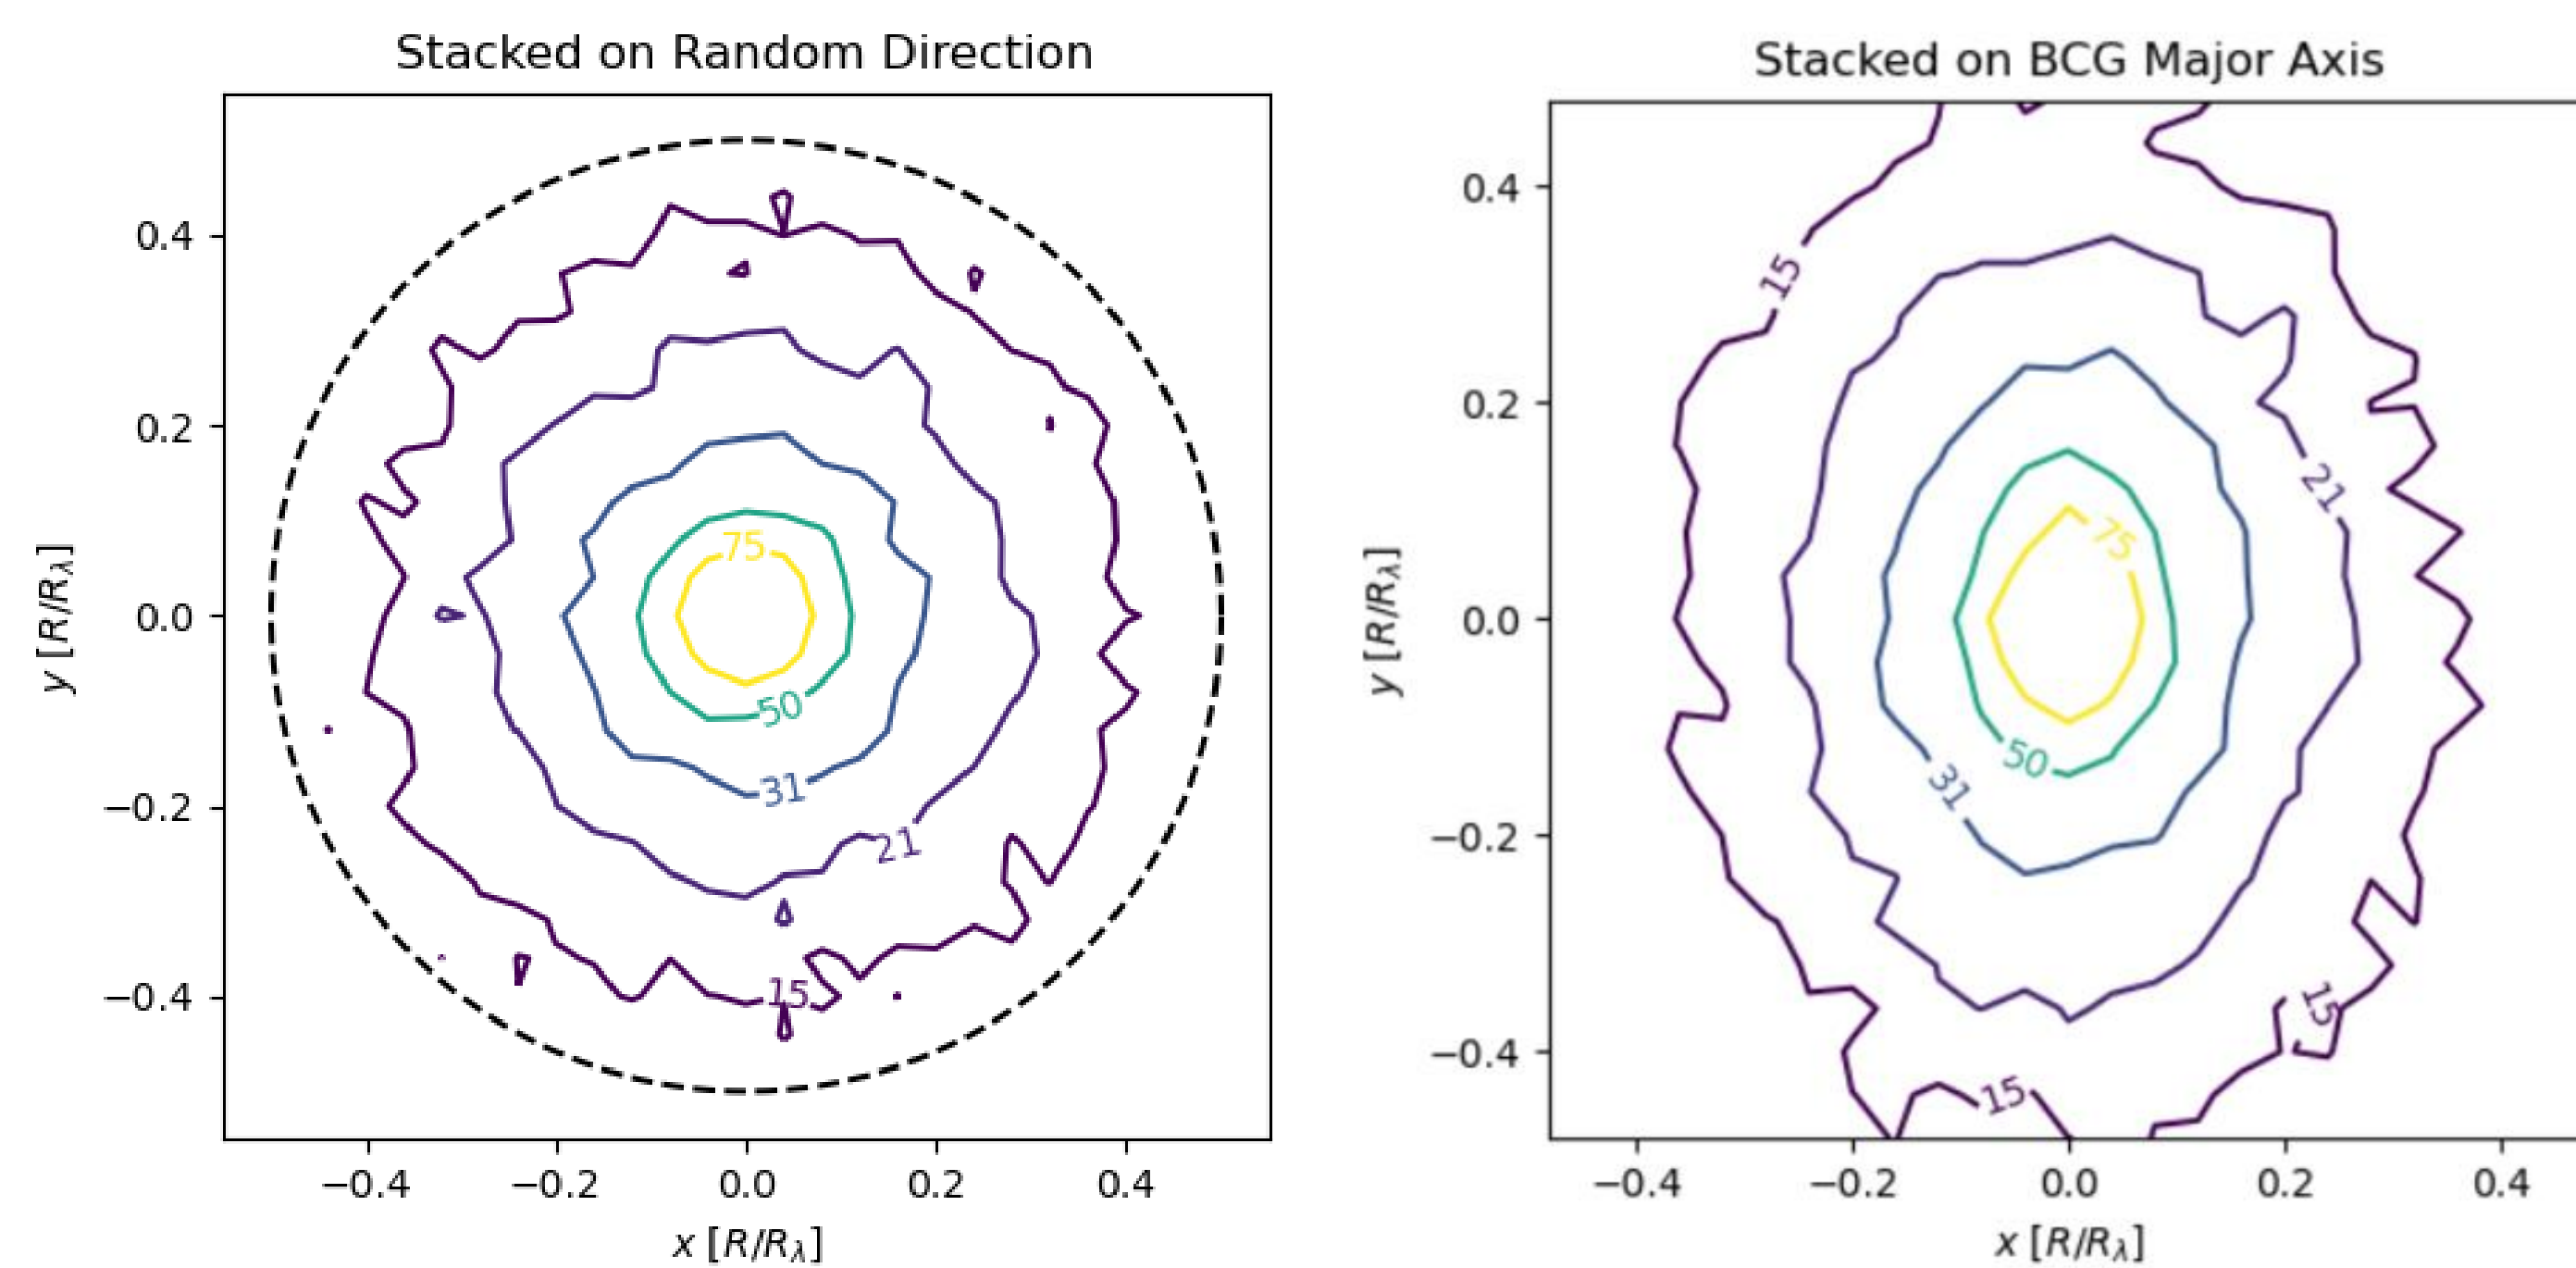 Stacked on Random Direction
0.4
0.2
0.0
−0.2
−0.4
y [R/Rλ]
75
50
31
21
15
−0.4 −0.2 0.0 0.2 0.4
x [R/Rλ]
Stacked on BCG Major Axis
0.4
0.2
0.0
−0.2
−0.4
y [R/Rλ]
15
21
75
50
31
15
15
−0.4 −0.2 0.0 0.2 0.4
x [R/Rλ]